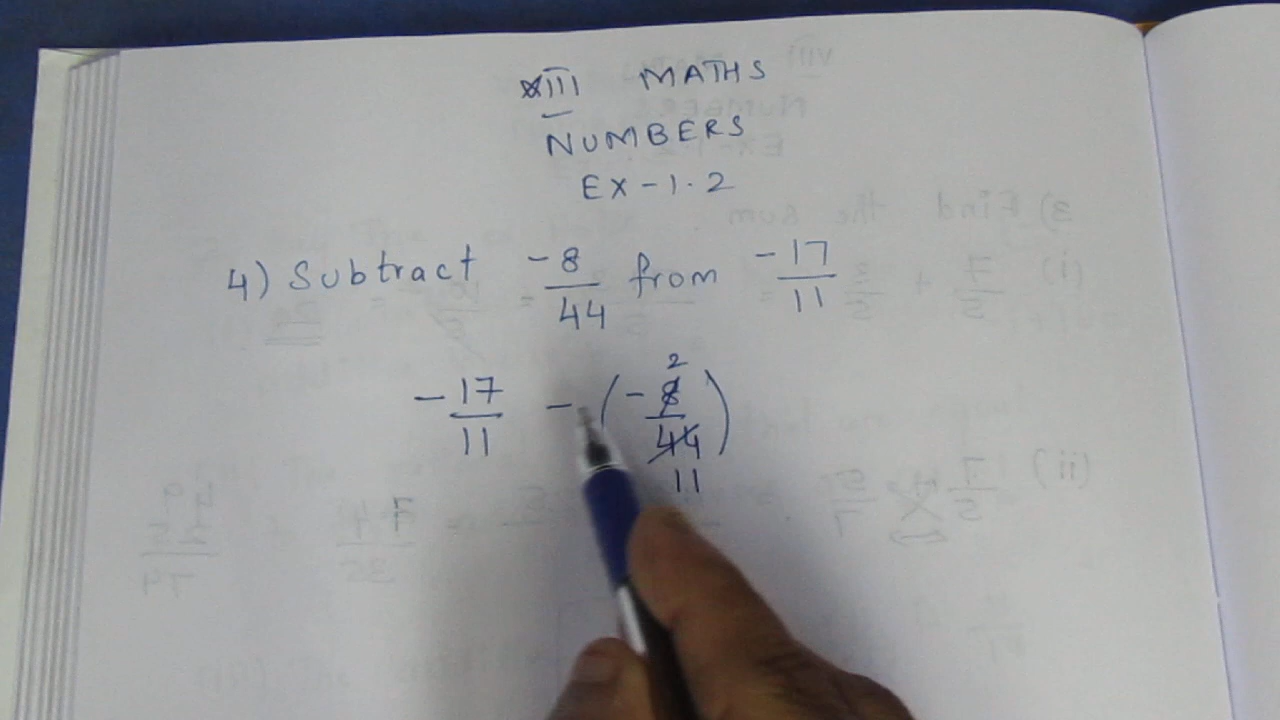 VIII MATHS
NUMBERS
EX-1.2
4) Subtract -8/44 from -17/11
-17/11 - (-8/44)
2
11